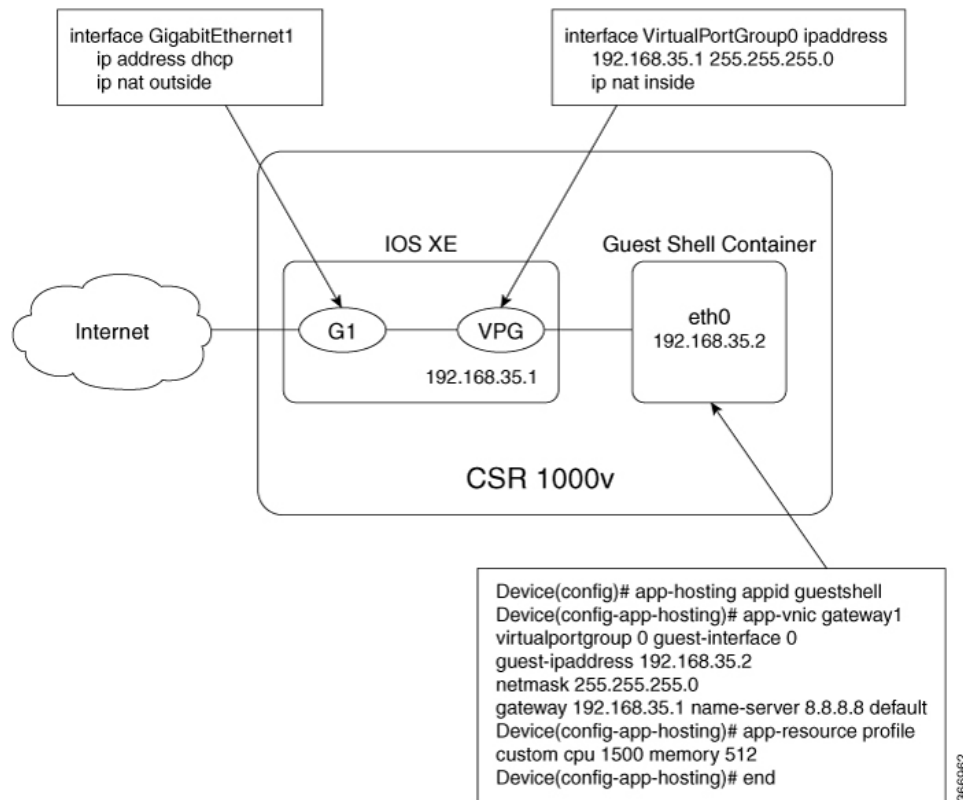 interface GigabitEthernet1
ip address dhcp
ip nat outside
interface VirtualPortGroup0 ipaddress
192.168.35.1 255.255.255.0
ip nat inside
IOS XE
Guest Shell Container
Internet
G1
VPG
192.168.35.1
eth0
192.168.35.2
CSR 1000v
Device(config)# app-hosting appid guestshell
Device(config-app-hosting)# app-vnic gateway1
virtualportgroup 0 guest-interface 0
guest-ipaddress 192.168.35.2
netmask 255.255.255.0
gateway 192.168.35.1 name-server 8.8.8.8 default
Device(config-app-hosting)# app-resource profile
custom cpu 1500 memory 512
Device(config-app-hosting)# end
366962